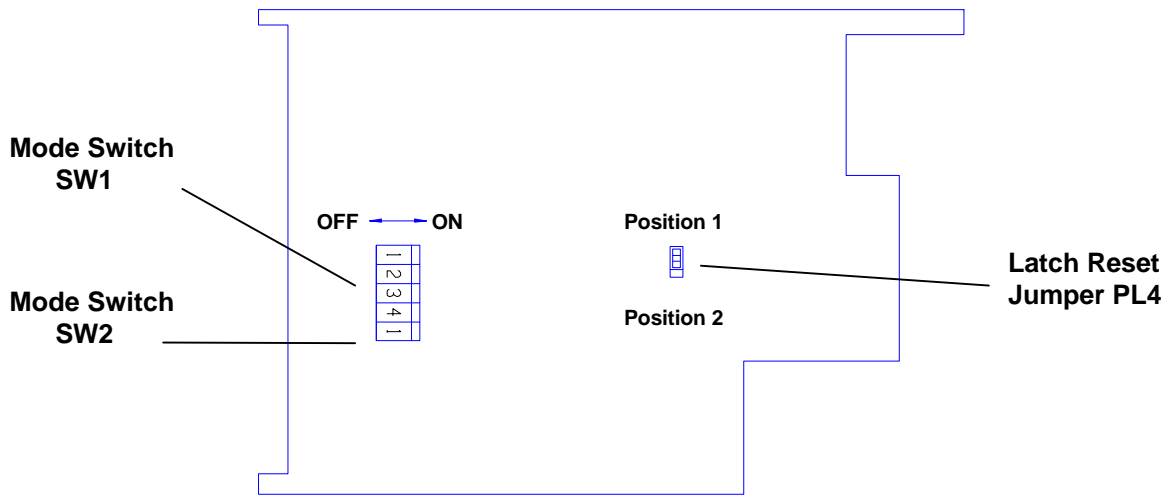 Mode Switch
SW1
OFF ON
Position 1
1
2
3
4
1
Latch Reset
Jumper PL4
Mode Switch
SW2
Position 2